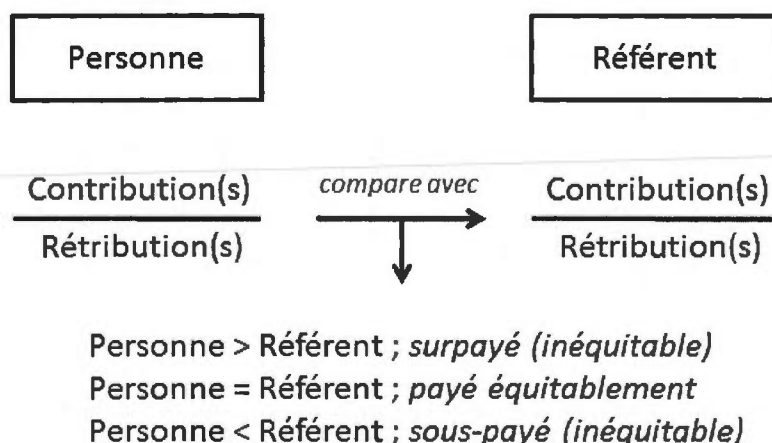 Personne Référent
Contribution(s) compare avec Contribution(s)
Rétribution(s) Rétribution(s)
Personne > Référent ; surpayé (inéquitable)
Personne = Référent ; payé équitablement
Personne < Référent ; sous-payé (inéquitable)